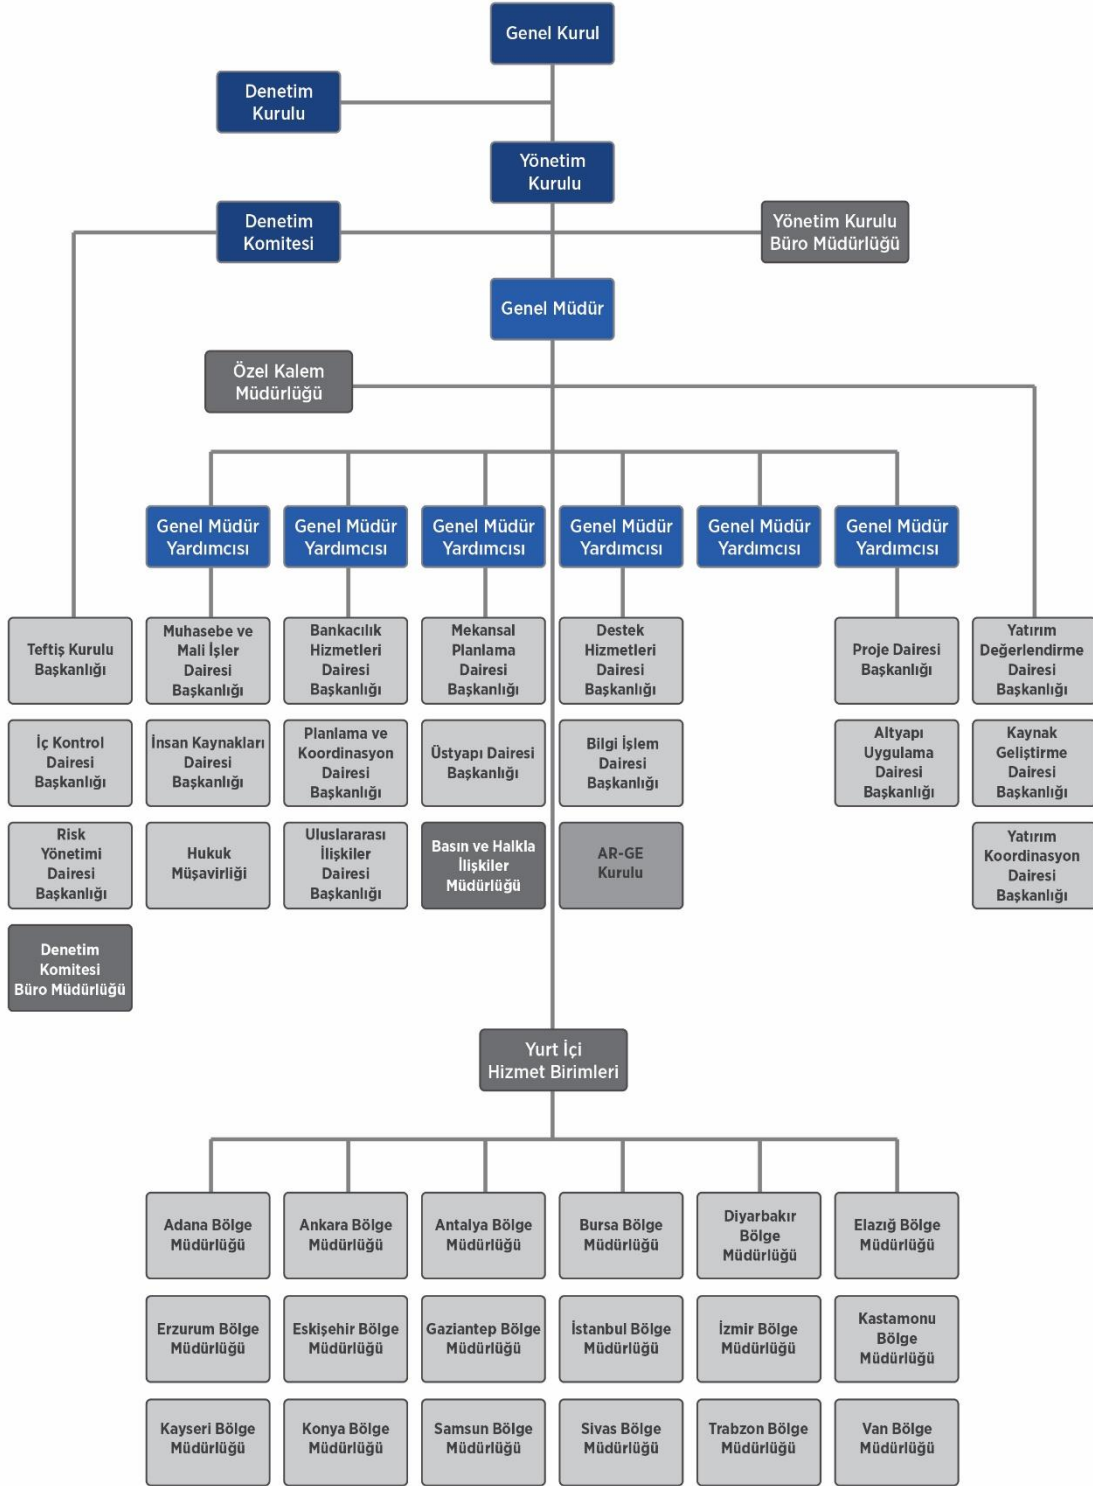 Genel Kurul
Denetim
Kurulu
Yönetim
Kurulu
Denetim
Komitesi
Yönetim Kurulu
Büro Müdürlüğü
Genel Müdür
Özel Kalem
Müdürlüğü
Genel Müdür
Yardımcısı
Genel Müdür
Yardımcısı
Genel Müdür
Yardımcısı
Genel Müdür
Yardımcısı
Genel Müdür
Yardımcısı
Genel Müdür
Yardımcısı
Teftiş Kurulu
Başkanlığı
Muhasebe ve
Mali İşler
Dairesi
Başkanlığı
Bankacılık
Hizmetleri
Dairesi
Başkanlığı
Mekansal
Planlama
Dairesi
Başkanlığı
Destek
Hizmetleri
Dairesi
Başkanlığı
Proje Dairesi
Başkanlığı
Yatırım
Değerlendirme
Dairesi
Başkanlığı
İç Kontrol
Dairesi
Başkanlığı
İnsan Kaynakları
Dairesi
Başkanlığı
Planlama ve
Koordinasyon
Dairesi
Başkanlığı
Üstyapı Dairesi
Başkanlığı
Bilgi İşlem
Dairesi
Başkanlığı
Altyapı
Uygulama
Dairesi
Başkanlığı
Kaynak
Geliştirme
Dairesi
Başkanlığı
Risk
Yönetimi
Dairesi
Başkanlığı
Hukuk
Müşavirliği
Uluslararası
İlişkiler
Dairesi
Başkanlığı
Basın ve Halkla
İlişkiler
Müdürlüğü
AR-GE
Kurulu
Yatırım
Koordinasyon
Dairesi
Başkanlığı
Denetim
Komitesi
Büro Müdürlüğü
Yurt İçi
Hizmet Birimleri
Adana Bölge
Müdürlüğü
Ankara Bölge
Müdürlüğü
Antalya Bölge
Müdürlüğü
Bursa Bölge
Müdürlüğü
Diyarbakır
Bölge
Müdürlüğü
Elazığ Bölge
Müdürlüğü
Erzurum Bölge
Müdürlüğü
Eskişehir Bölge
Müdürlüğü
Gaziantep Bölge
Müdürlüğü
İstanbul Bölge
Müdürlüğü
İzmir Bölge
Müdürlüğü
Kastamonu
Bölge
Müdürlüğü
Kayseri Bölge
Müdürlüğü
Konya Bölge
Müdürlüğü
Samsun Bölge
Müdürlüğü
Sivas Bölge
Müdürlüğü
Trabzon Bölge
Müdürlüğü
Van Bölge
Müdürlüğü